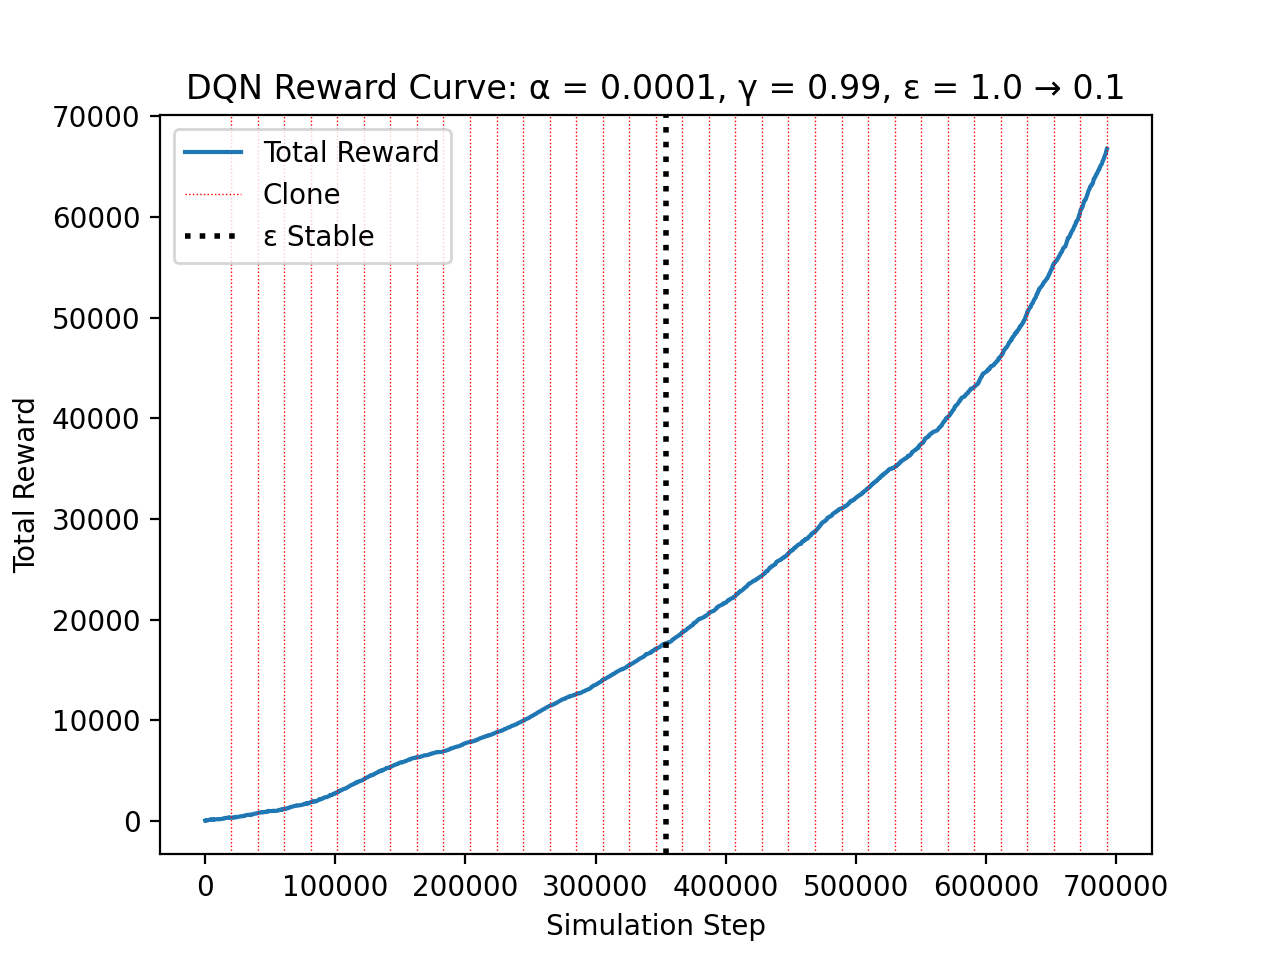 DQN Reward Curve: α = 0.0001, γ = 0.99, ε = 1.0 → 0.1
Total Reward
Clone
ε Stable
70000
60000
50000
40000
30000
20000
10000
0
Total Reward
0 100000 200000 300000 400000 500000 600000 700000
Simulation Step